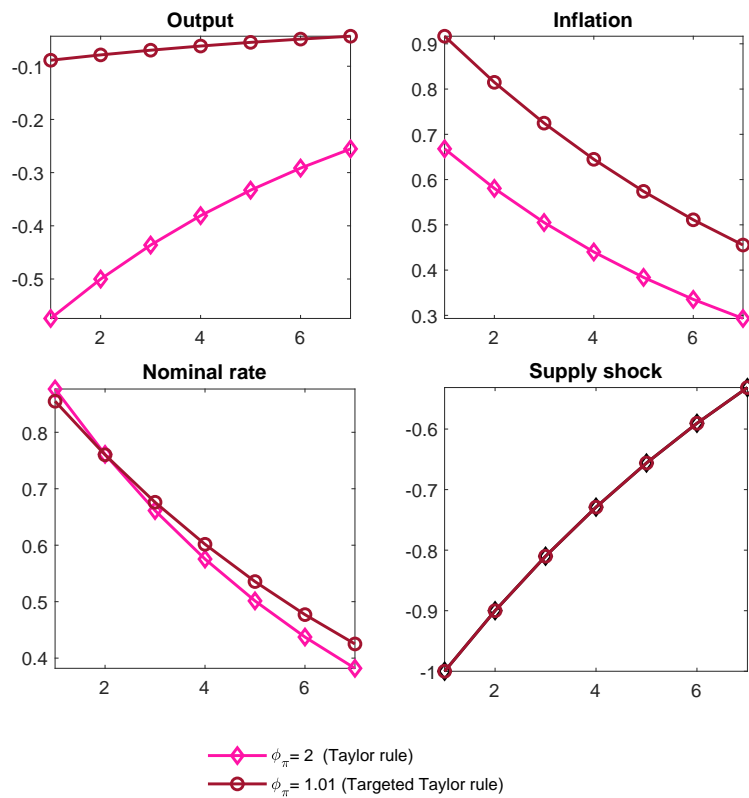 Output
-0.1
-0.2
-0.3
-0.4
-0.5
2 4 6
Inflation
0.9
0.8
0.7
0.6
0.5
0.4
0.3
2 4 6
Nominal rate
0.8
0.7
0.6
0.5
0.4
2 4 6
Supply shock
-0.6
-0.7
-0.8
-0.9
-1
2 4 6
ϕπ= 2 (Taylor rule)
ϕπ= 1.01 (Targeted Taylor rule)